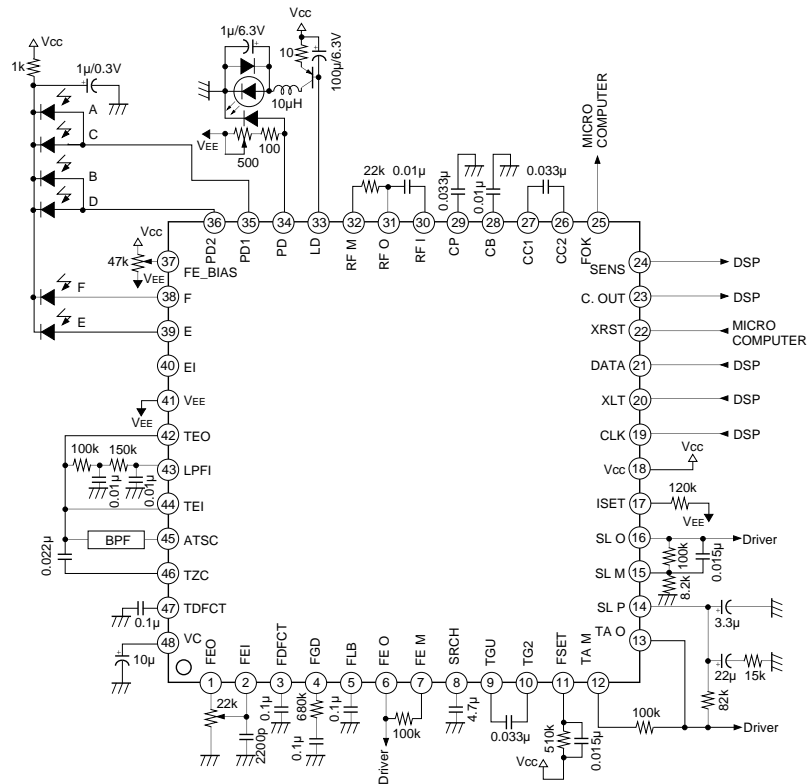 Vcc
1k
1µ/0.3V
A
C
B
D
1µ/6.3V
10µH
Vcc
10
100µ/6.3V
VEE
500
100
22k
0.01µ
0.033µ
0.01µ
0.033µ
MICRO
COMPUTER
36
35
34
33
32
31
30
29
28
27
26
25
PD2
PD1
PD
LD
RF M
RF O
RF I
CP
CB
CC1
CC2
FOK
Vcc
47k
VEE
37
FE_BIAS
F
38
F
E
39
E
40
EI
41
VEE
VEE
42
TEO
100k
150k
43
LPFI
0.01µ
0.01µ
44
TEI
BPF
45
ATSC
0.022µ
46
TZC
47
TDFCT
0.1µ
48
VC
10µ
SENS
24
DSP
C. OUT
23
DSP
XRST
22
MICRO
COMPUTER
DATA
21
DSP
XLT
20
DSP
CLK
19
DSP
Vcc
18
Vcc
ISET
17
120k
VEE
SL O
16
Driver
100k
0.015µ
SL M
15
8.2k
SL P
14
3.3µ
TA O
13
22µ
15k
82k
100k
Driver
FEO
FEI
FDFCT
FGD
FLB
FE O
FE M
SRCH
TGU
TG2
FSET
TA M
1
2
3
4
5
6
7
8
9
10
11
12
22k
2200p
0.1µ
680k
0.1µ
0.1µ
100k
Driver
4.7µ
0.033µ
510k
0.015µ
Vcc